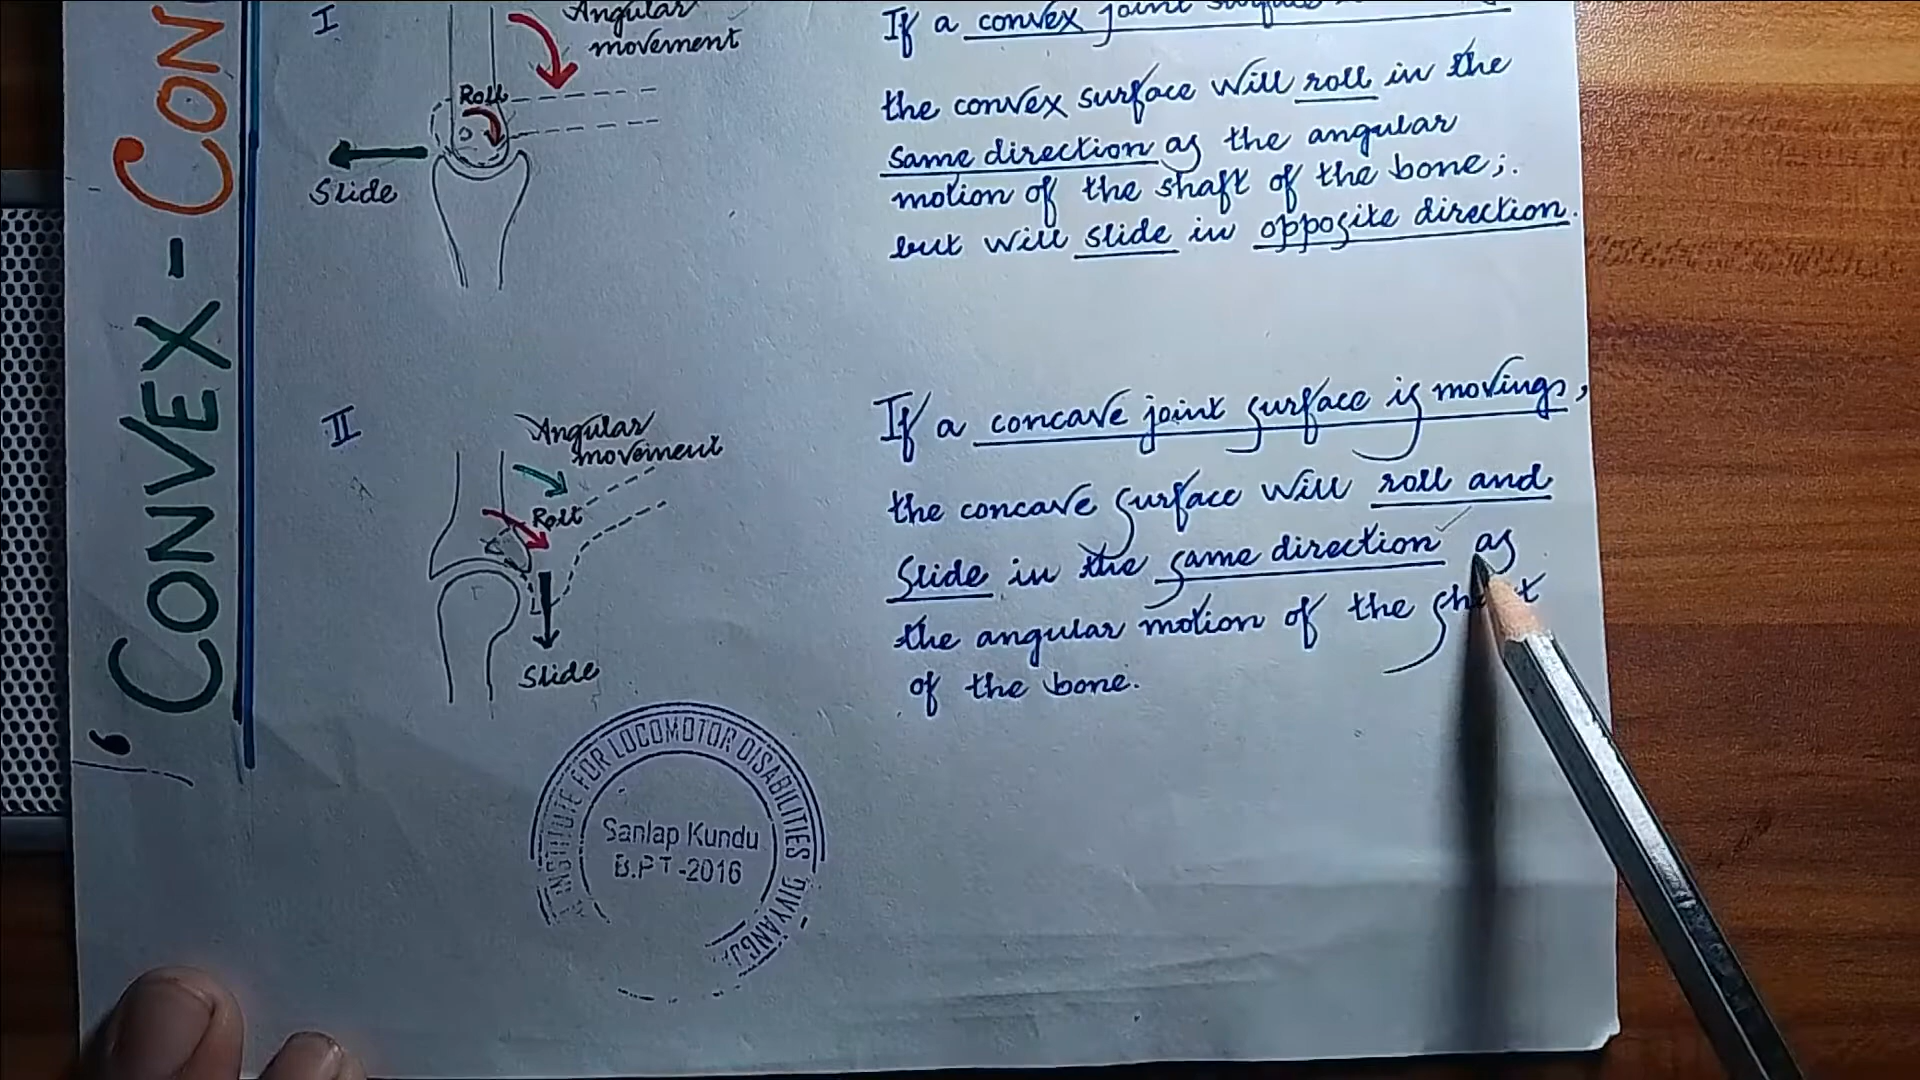 CONVEX - CON
I
Angular
movement
Roll
Slide
If a convex joint surface
the convex surface will roll in the
same direction as the angular
motion of the shaft of the bone;.
but will slide in opposite direction.
II
Angular
movement
Roll
Slide
If a concave joint surface is movings,
the concave surface will roll and
Slide in the same direction as
the angular motion of the
of the bone.
INSTITUTE FOR LOCOMOTOR DISABILITIES
Sanlap Kundu
B.PT-2016